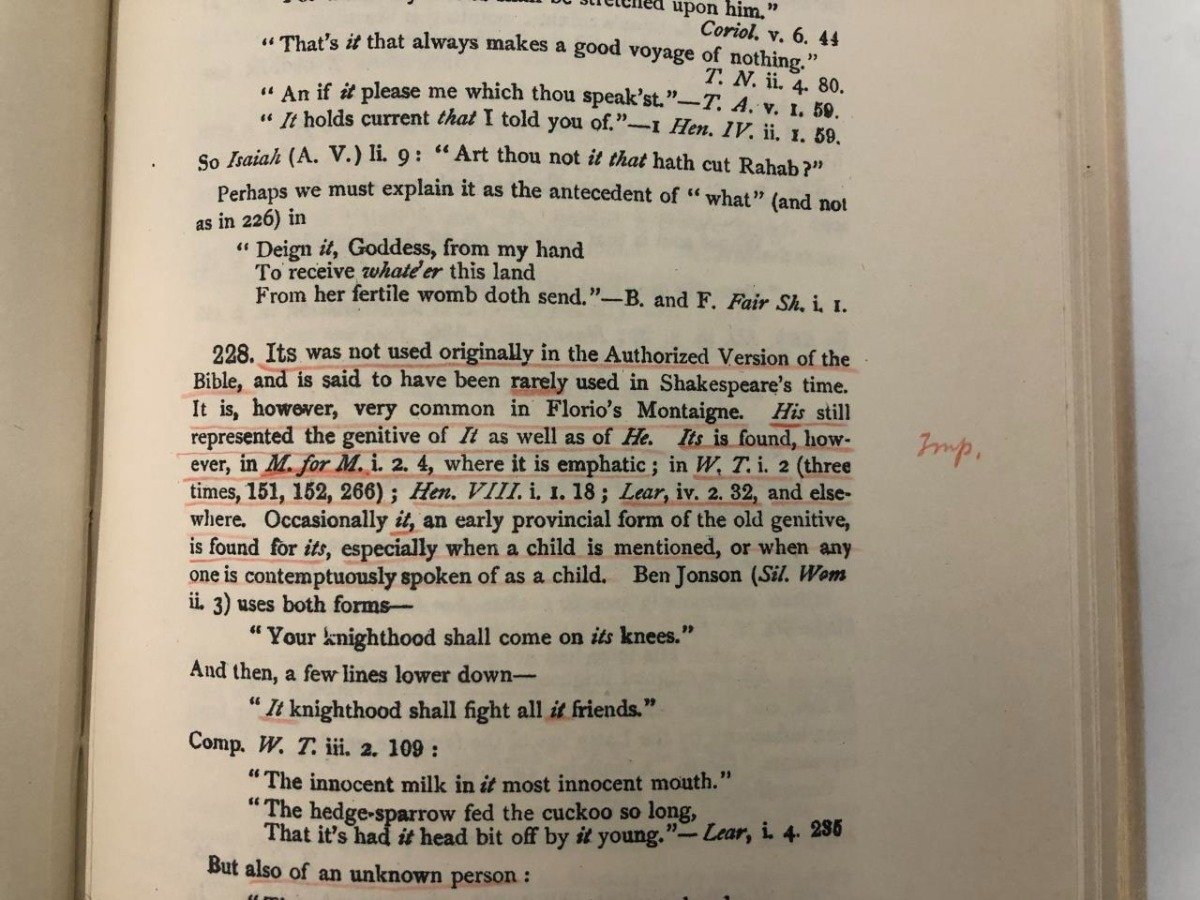 stretched upon him."
Coriol. v. 6. 44
"That's it that always makes a good voyage of nothing."
T. N. ii. 4. 80.
"An if it please me which thou speak'st."—T. A. v. 1. 59.
"It holds current that I told you of."—1 Hen. IV. ii. 1. 59.
So Isaiah (A. V.) li. 9: "Art thou not it that hath cut Rahab?"
Perhaps we must explain it as the antecedent of "what" (and not
as in 226) in
"Deign it, Goddess, from my hand
To receive whate'er this land
From her fertile womb doth send."—B. and F. Fair Sh. i. 1.
228. Its was not used originally in the Authorized Version of the
Bible, and is said to have been rarely used in Shakespeare's time.
It is, however, very common in Florio's Montaigne. His still
represented the genitive of It as well as of He. Its is found, how-
ever, in M. for M. i. 2. 4, where it is emphatic; in W. T. i. 2 (three
times, 151, 152, 266); Hen. VIII. i. 1. 18; Lear, iv. 2. 32, and else-
where. Occasionally it, an early provincial form of the old genitive,
is found for its, especially when a child is mentioned, or when any
one is contemptuously spoken of as a child. Ben Jonson (Sil. Wom
ii. 3) uses both forms—
"Your knighthood shall come on its knees."
And then, a few lines lower down—
"It knighthood shall fight all it friends."
Comp. W. T. iii. 2. 109:
"The innocent milk in it most innocent mouth."
"The hedge-sparrow fed the cuckoo so long,
That it's had it head bit off by it young."—Lear, i. 4. 235
But also of an unknown person:
Imp.